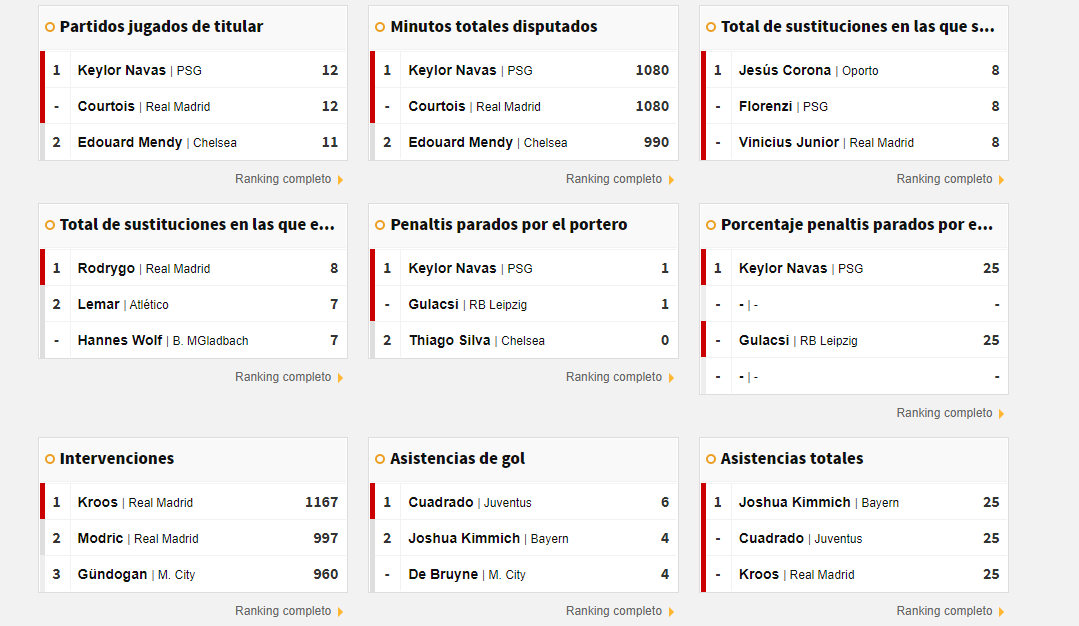 Partidos jugados de titular
1 Keylor Navas | PSG 12
- Courtois | Real Madrid 12
2 Edouard Mendy | Chelsea 11
Ranking completo
Minutos totales disputados
1 Keylor Navas | PSG 1080
- Courtois | Real Madrid 1080
2 Edouard Mendy | Chelsea 990
Ranking completo
Total de sustituciones en las que s...
1 Jesús Corona | Oporto 8
- Florenzi | PSG 8
- Vinicius Junior | Real Madrid 8
Ranking completo
Total de sustituciones en las que e...
1 Rodrygo | Real Madrid 8
2 Lemar | Atlético 7
- Hannes Wolf | B. MGladbach 7
Ranking completo
Penaltis parados por el portero
1 Keylor Navas | PSG 1
- Gulacsi | RB Leipzig 1
2 Thiago Silva | Chelsea 0
Ranking completo
Porcentaje penaltis parados por e...
1 Keylor Navas | PSG 25
- - | - -
- Gulacsi | RB Leipzig 25
- - | - -
Ranking completo
Intervenciones
1 Kroos | Real Madrid 1167
2 Modric | Real Madrid 997
3 Gündogan | M. City 960
Ranking completo
Asistencias de gol
1 Cuadrado | Juventus 6
2 Joshua Kimmich | Bayern 4
- De Bruyne | M. City 4
Ranking completo
Asistencias totales
1 Joshua Kimmich | Bayern 25
- Cuadrado | Juventus 25
- Kroos | Real Madrid 25
Ranking completo